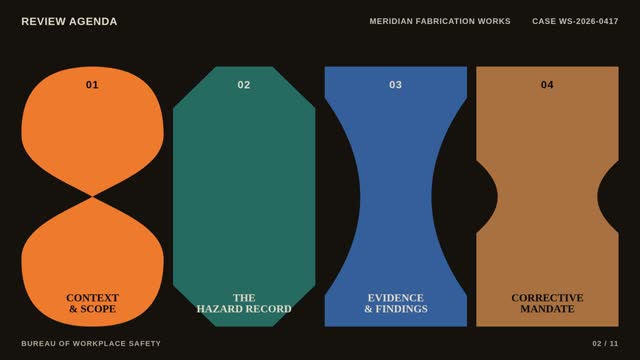 REVIEW AGENDA
MERIDIAN FABRICATION WORKS
CASE WS-2026-0417
01
CONTEXT
& SCOPE
02
THE
HAZARD RECORD
03
EVIDENCE
& FINDINGS
04
CORRECTIVE
MANDATE
BUREAU OF WORKPLACE SAFETY
02 / 11